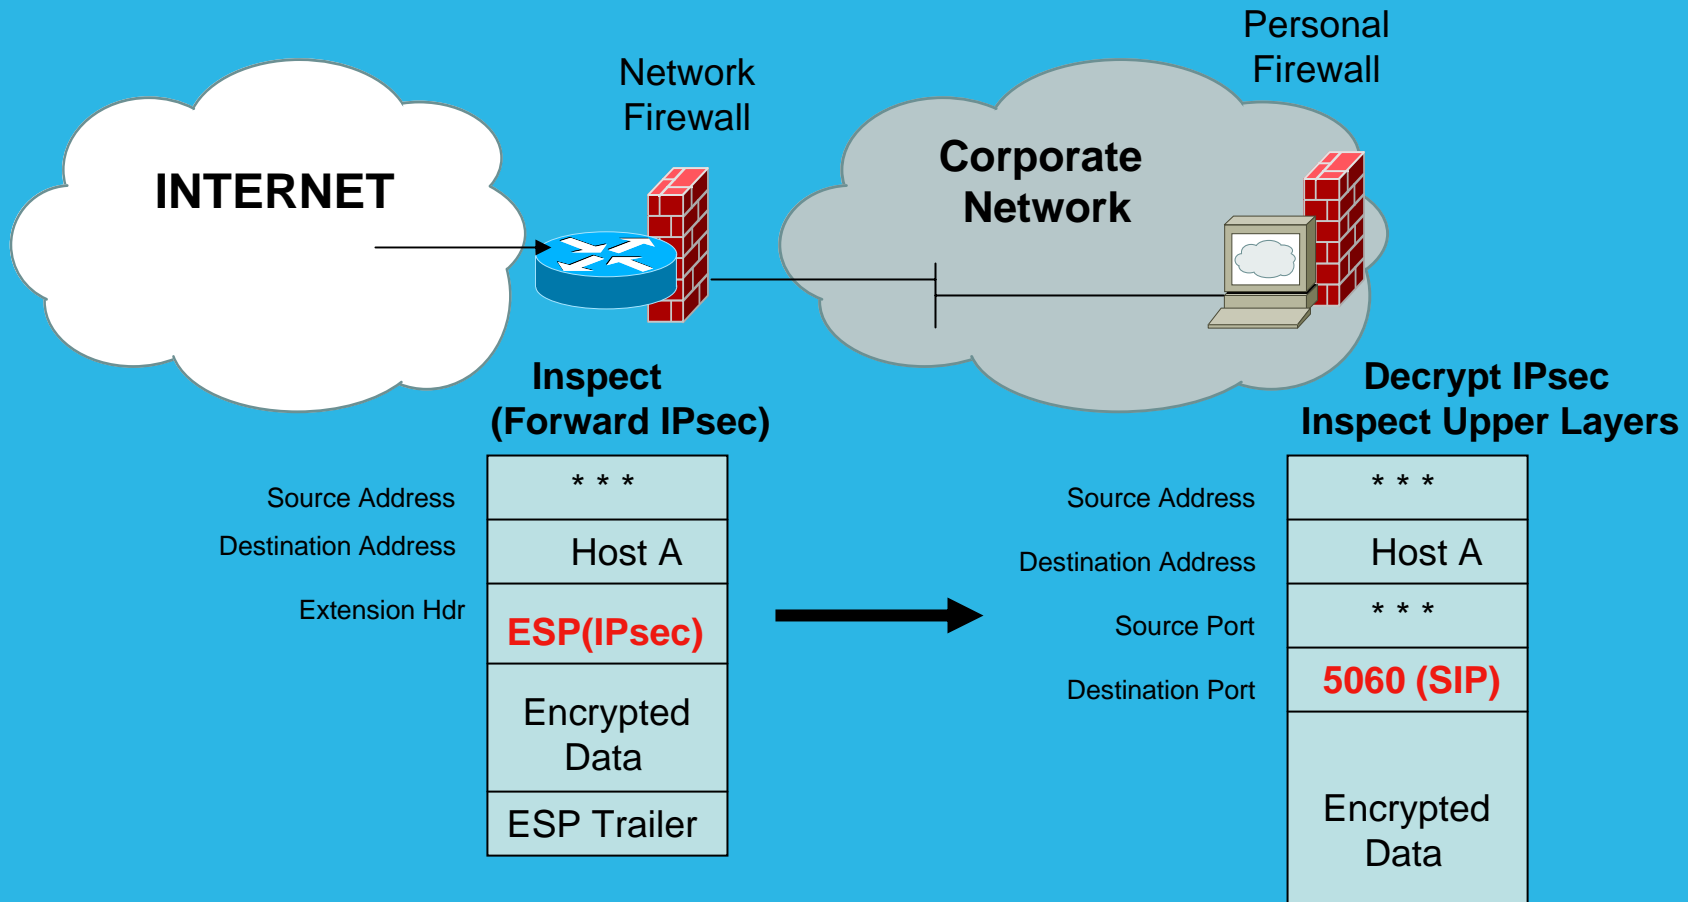 Personal
Firewall
Network
Firewall
INTERNET
Corporate
Network
Inspect
(Forward IPsec)
Decrypt IPsec
Inspect Upper Layers
Source Address
* * *
Destination Address
Host A
Extension Hdr
ESP(IPsec)
Encrypted
Data
ESP Trailer
Source Address
* * *
Destination Address
Host A
Source Port
* * *
Destination Port
5060 (SIP)
Encrypted
Data